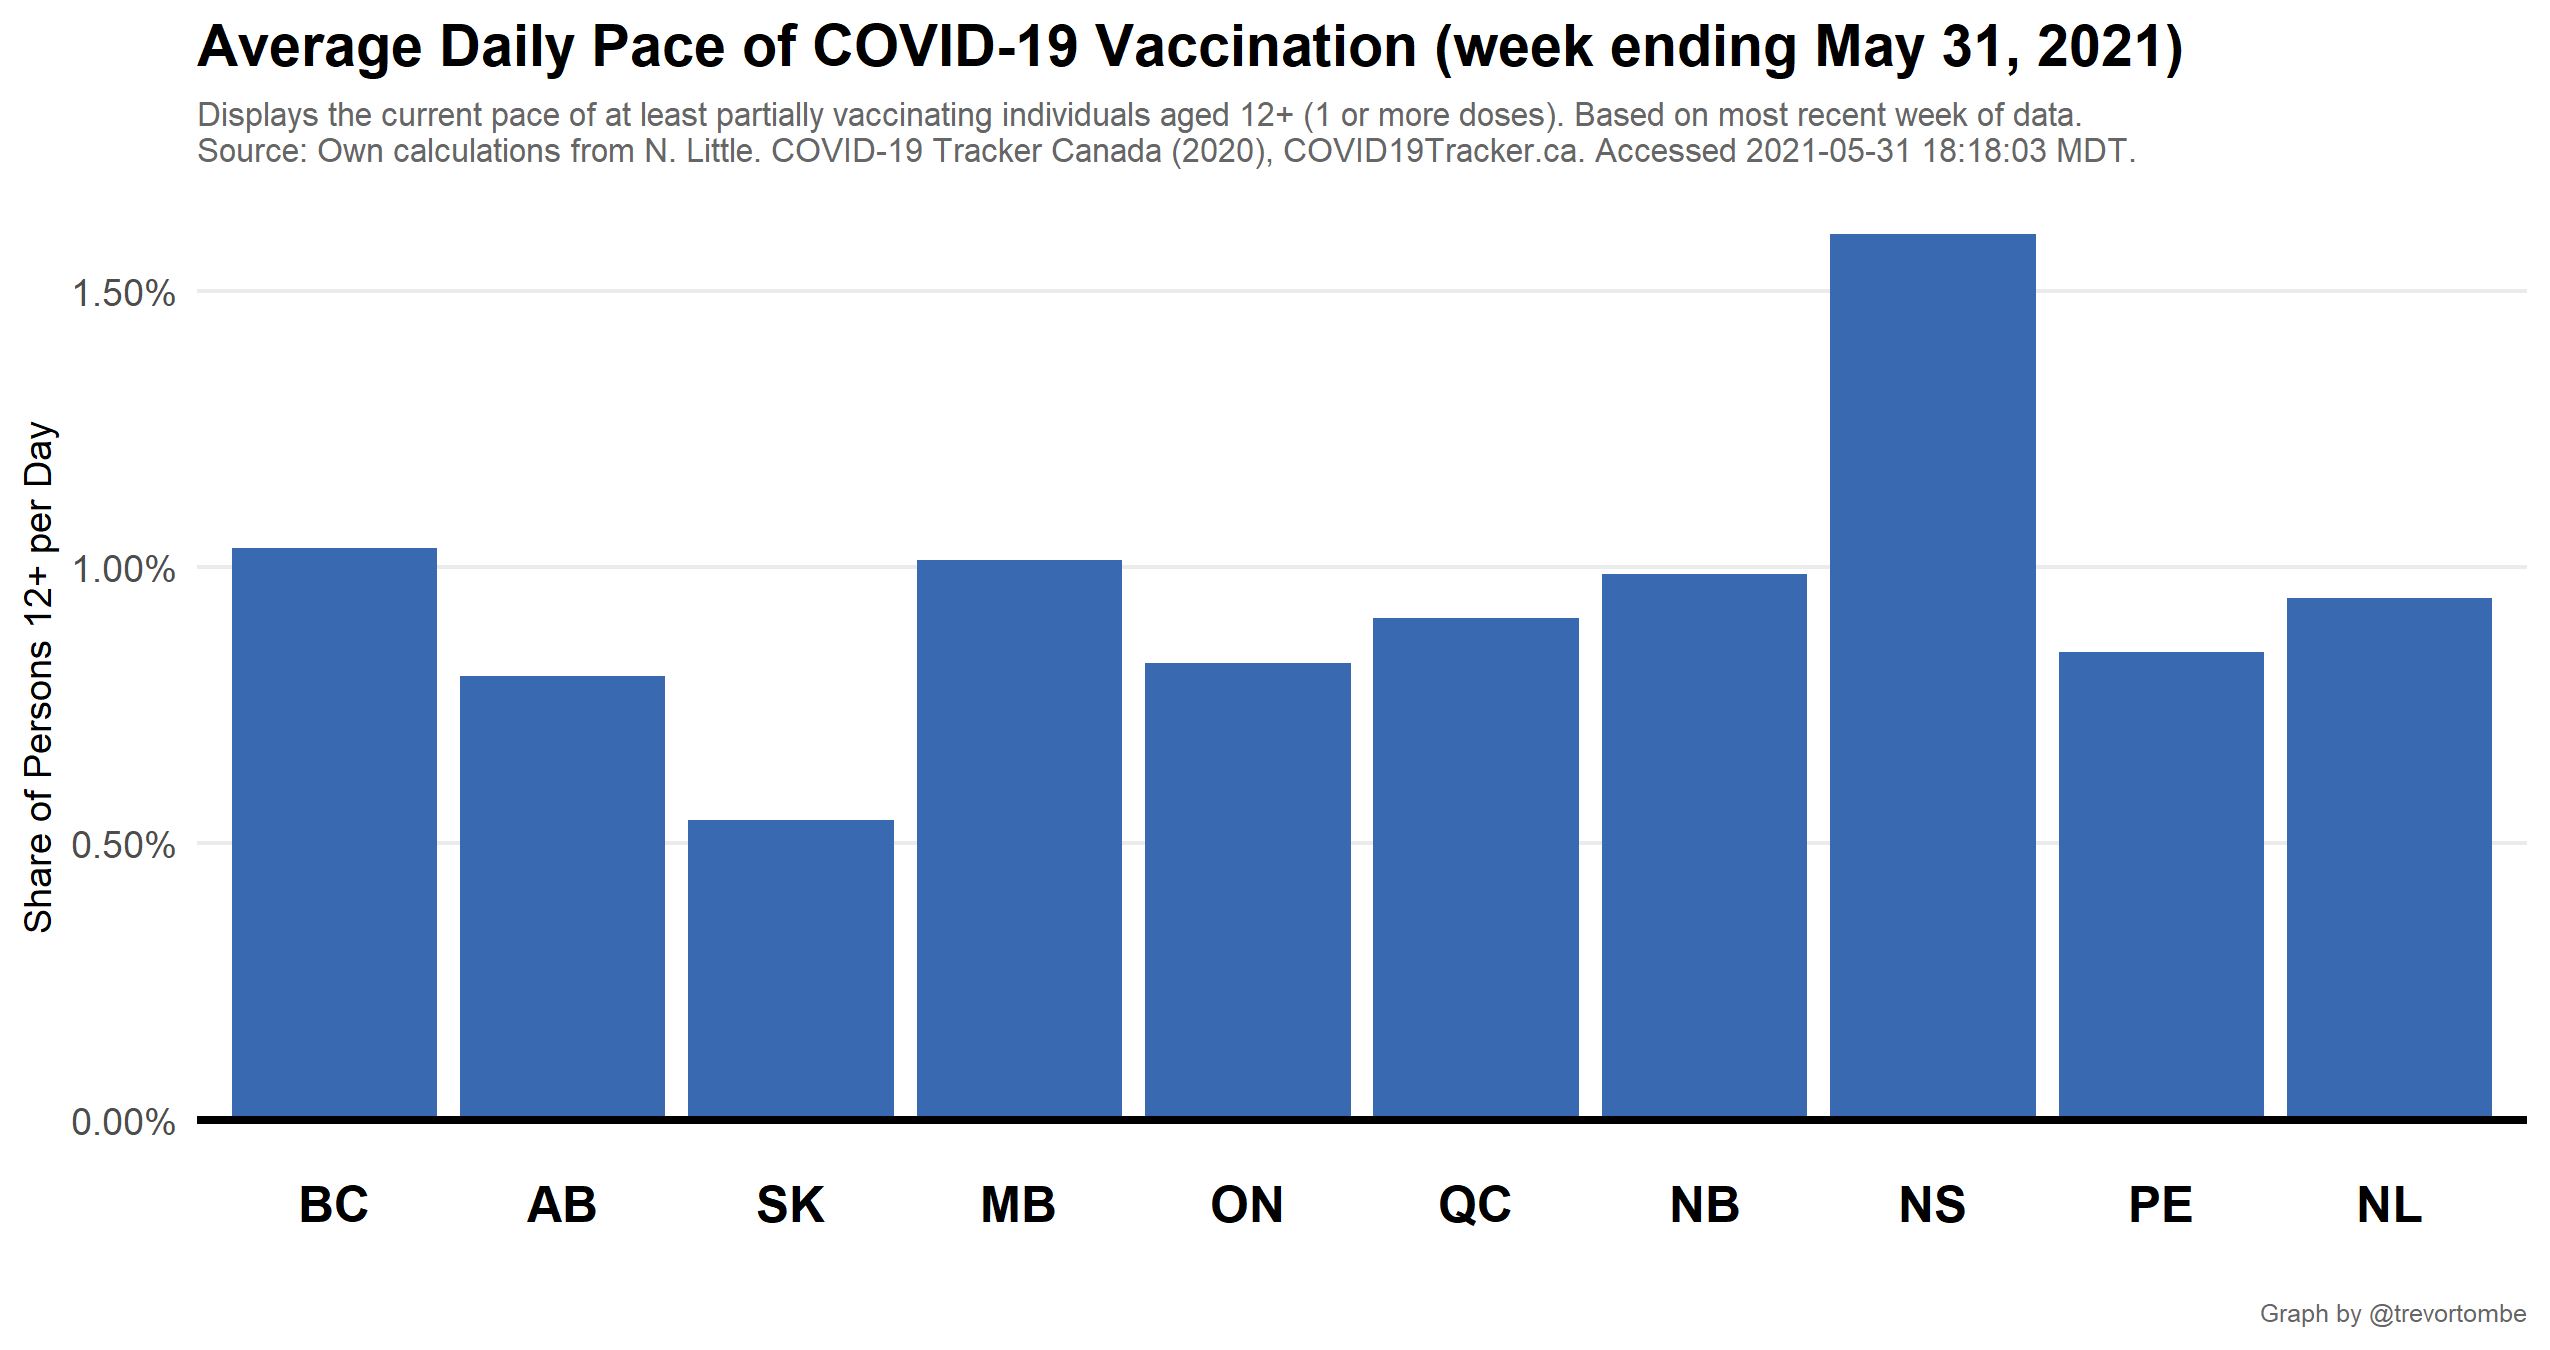 Average Daily Pace of COVID-19 Vaccination (week ending May 31, 2021)
Displays the current pace of at least partially vaccinating individuals aged 12+ (1 or more doses). Based on most recent week of data.
Source: Own calculations from N. Little. COVID-19 Tracker Canada (2020), COVID19Tracker.ca. Accessed 2021-05-31 18:18:03 MDT.
Share of Persons 12+ per Day
1.50%
1.00%
0.50%
0.00%
BC AB SK MB ON QC NB NS PE NL
Graph by @trevortombe